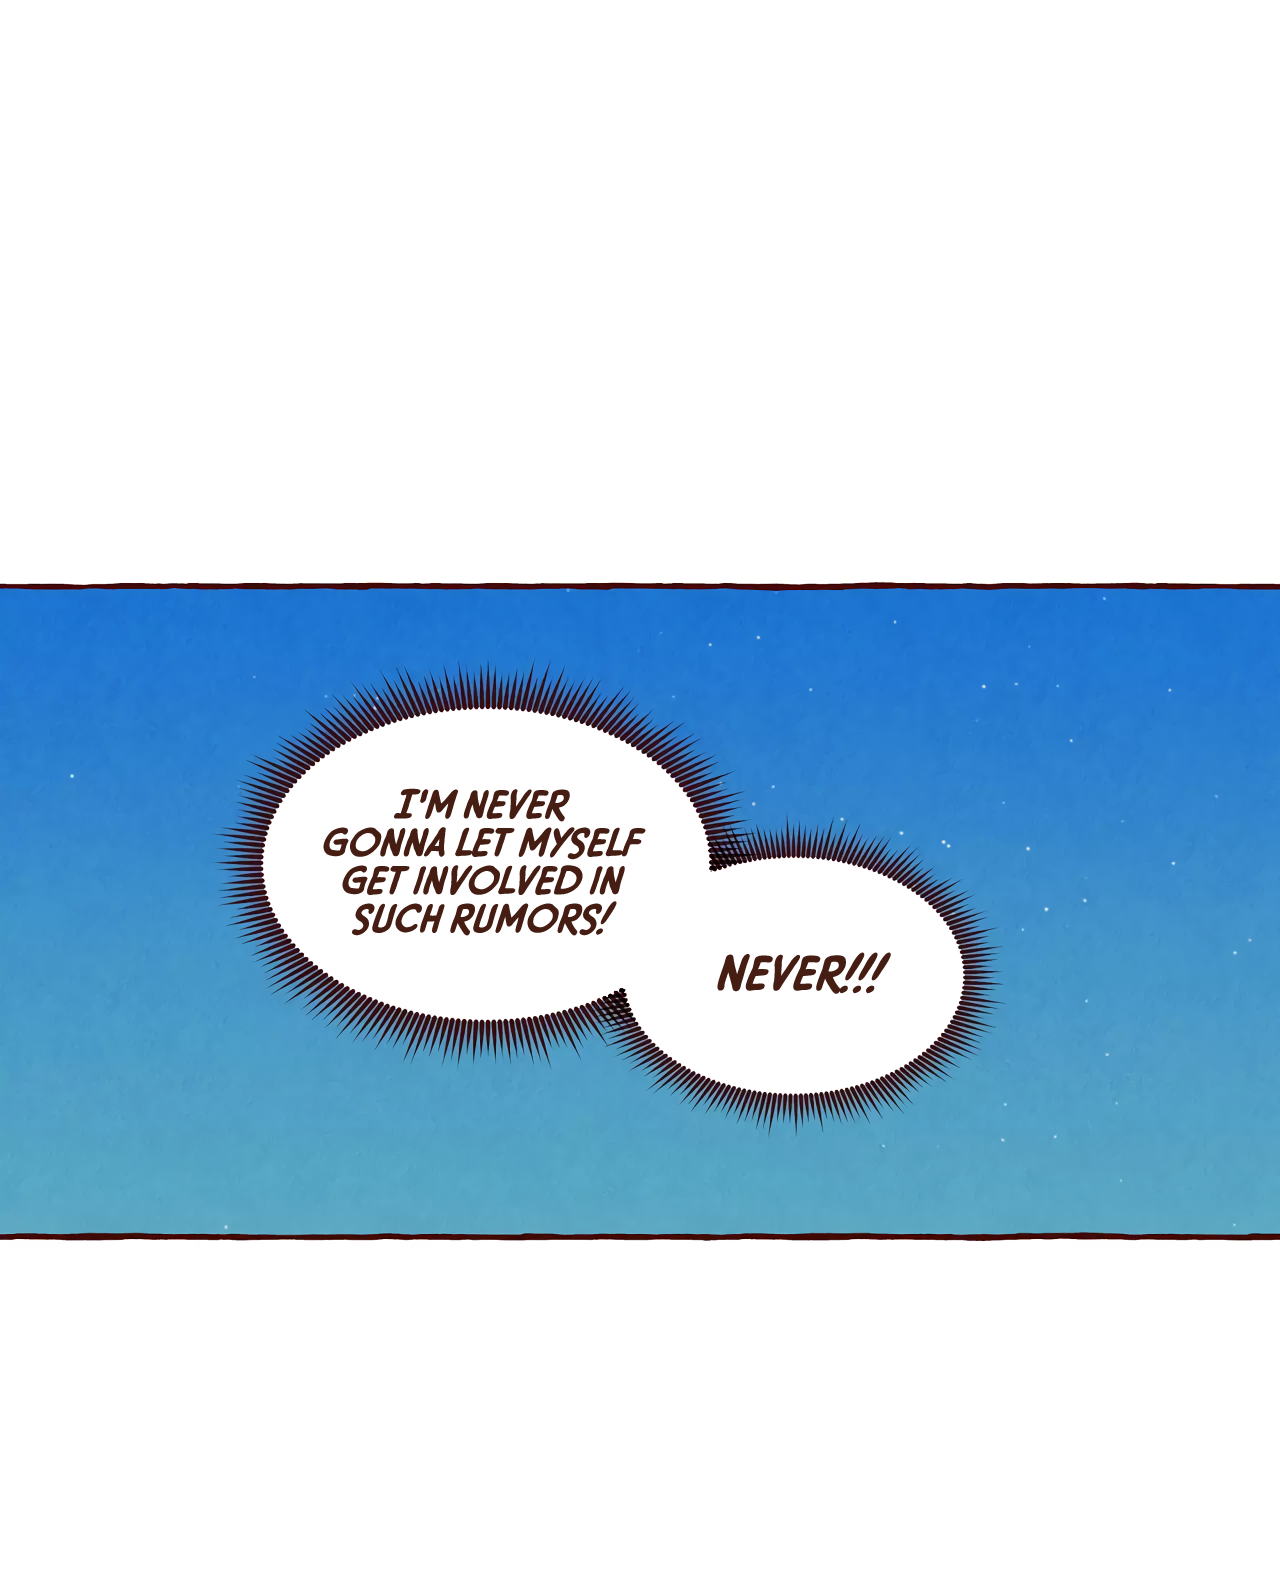 I'M NEVER
GONNA LET MYSELF
GET INVOLVED IN
SUCH RUMORS!
NEVER!!!